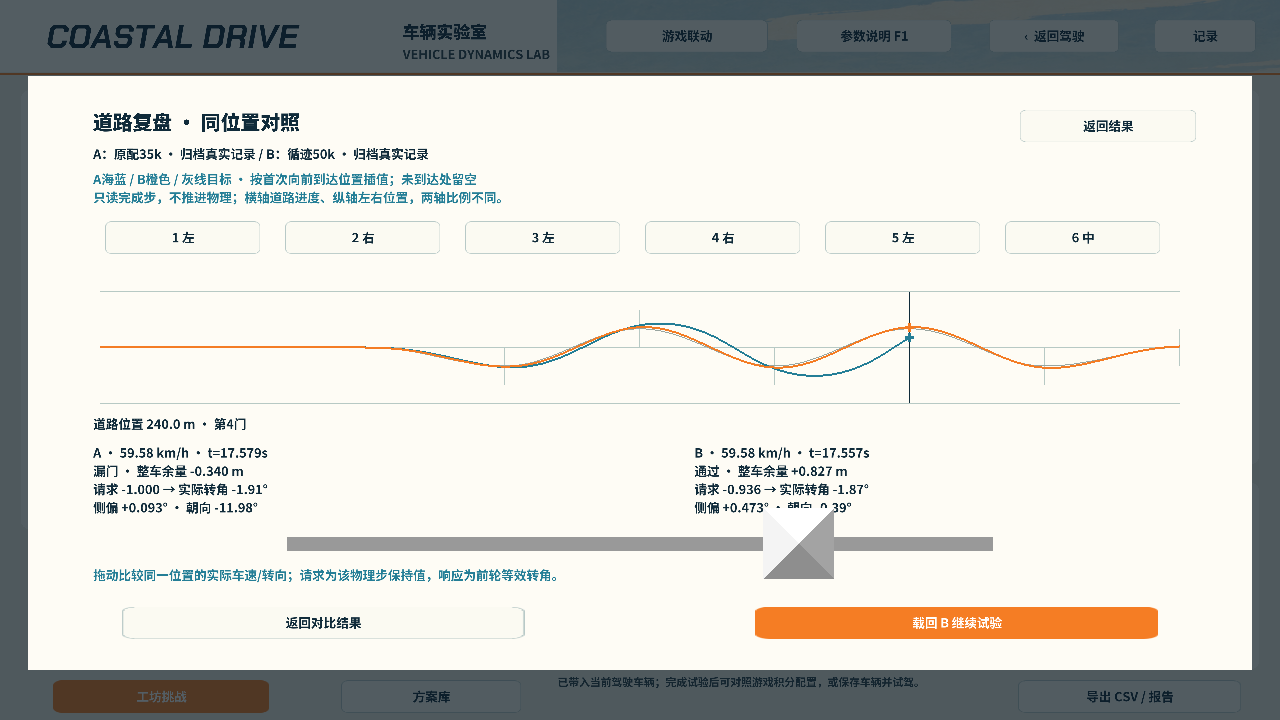 COASTAL DRIVE
车辆实验室
VEHICLE DYNAMICS LAB
游戏联动
参数说明 F1
‹ 返回驾驶
记录
道路复盘 · 同位置对照
返回结果
A：原配35k · 归档真实记录 / B：循迹50k · 归档真实记录
A海蓝 / B橙色 / 灰线目标 · 按首次向前到达位置插值；未到达处留空
只读完成步，不推进物理；横轴道路进度、纵轴左右位置，两轴比例不同。
1 左
2 右
3 左
4 右
5 左
6 中
道路位置 240.0 m · 第4门
A · 59.58 km/h · t=17.579s
漏门 · 整车余量 -0.340 m
请求 -1.000 → 实际转角 -1.91°
侧偏 +0.093° · 朝向 -11.98°
B · 59.58 km/h · t=17.557s
通过 · 整车余量 +0.827 m
请求 -0.936 → 实际转角 -1.87°
侧偏 +0.473° · 朝向
拖动比较同一位置的实际车速/转向；请求为该物理步保持值，响应为前轮等效转角。
返回对比结果
载回 B 继续试验
已带入当前驾驶车辆；完成试验后可对照游戏积分配置，或保存车辆并试驾。
工坊挑战
方案库
导出 CSV / 报告